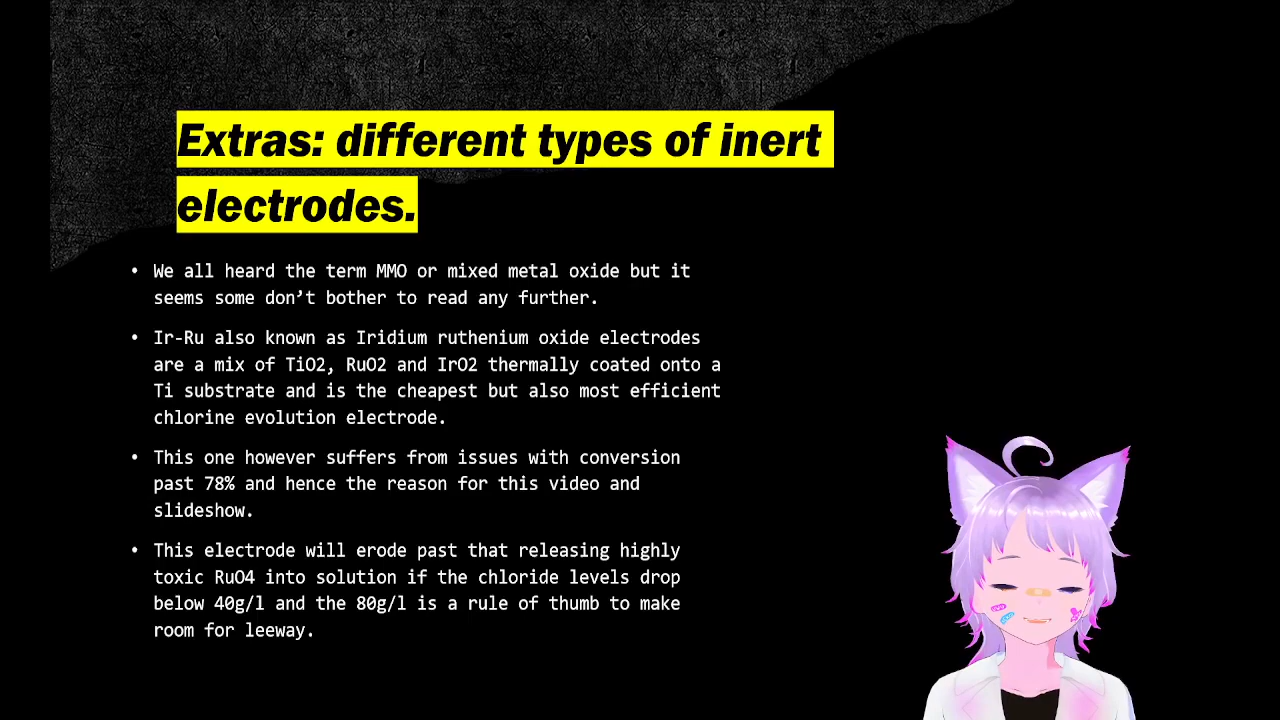 Extras: different types of inert
electrodes.
• We all heard the term MMO or mixed metal oxide but it
seems some don’t bother to read any further.
• Ir-Ru also known as Iridium ruthenium oxide electrodes
are a mix of TiO2, RuO2 and IrO2 thermally coated onto a
Ti substrate and is the cheapest but also most efficient
chlorine evolution electrode.
• This one however suffers from issues with conversion
past 78% and hence the reason for this video and
slideshow.
• This electrode will erode past that releasing highly
toxic RuO4 into solution if the chloride levels drop
below 40g/l and the 80g/l is a rule of thumb to make
room for leeway.